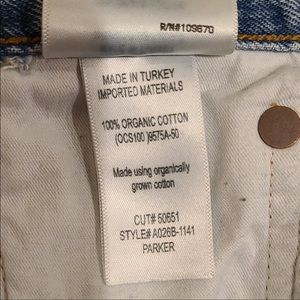 R/N#109670
MADE IN TURKEY
IMPORTED MATERIALS
100% ORGANIC COTTON
(OCS100 )9575A-50
Made using organically
grown cotton
CUT# 50651
STYLE# A026B-1141
PARKER